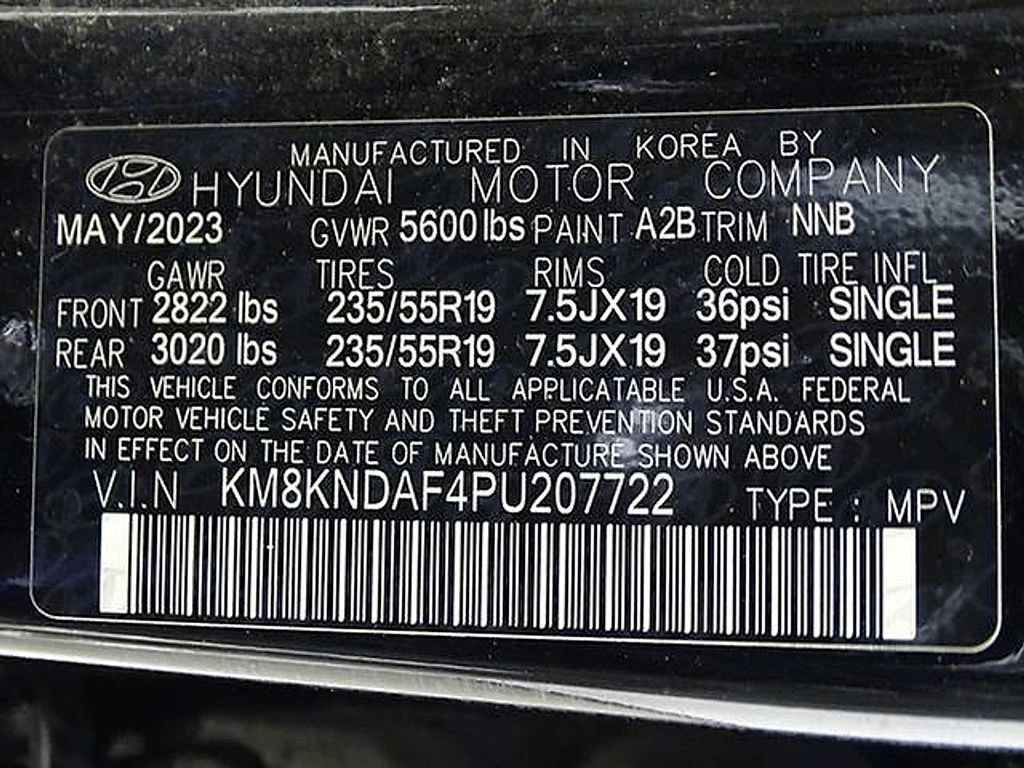 MANUFACTURED IN KOREA BY
HYUNDAI MOTOR COMPANY
MAY/2023 GVWR 5600 lbs PAINT A2B TRIM NNB
GAWR TIRES RIMS COLD TIRE INFL
FRONT 2822 lbs 235/55R19 7.5JX19 36psi SINGLE
REAR 3020 lbs 235/55R19 7.5JX19 37psi SINGLE
THIS VEHICLE CONFORMS TO ALL APPLICATABLE U.S.A. FEDERAL
MOTOR VEHICLE SAFETY AND THEFT PREVENTION STANDARDS
IN EFFECT ON THE DATE OF MANUFACTURE SHOWN ABOVE
V.I.N KM8KNDAF4PU207722 TYPE : MPV